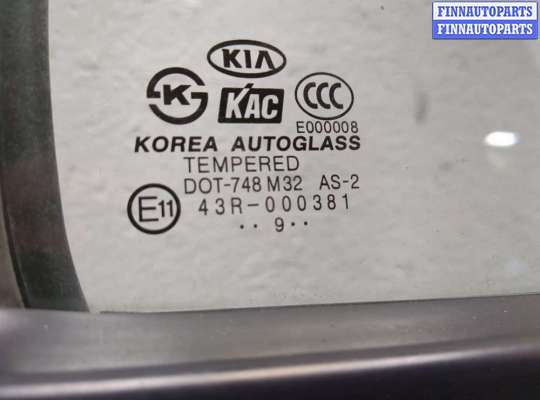 FINNAUTOPARTS
FINNAUTOPARTS
KIA
K S KAC CCC
E000008
KOREA AUTOGLASS
TEMPERED
DOT-748 M32 AS-2
E11 43R-000381
·· 9 ··